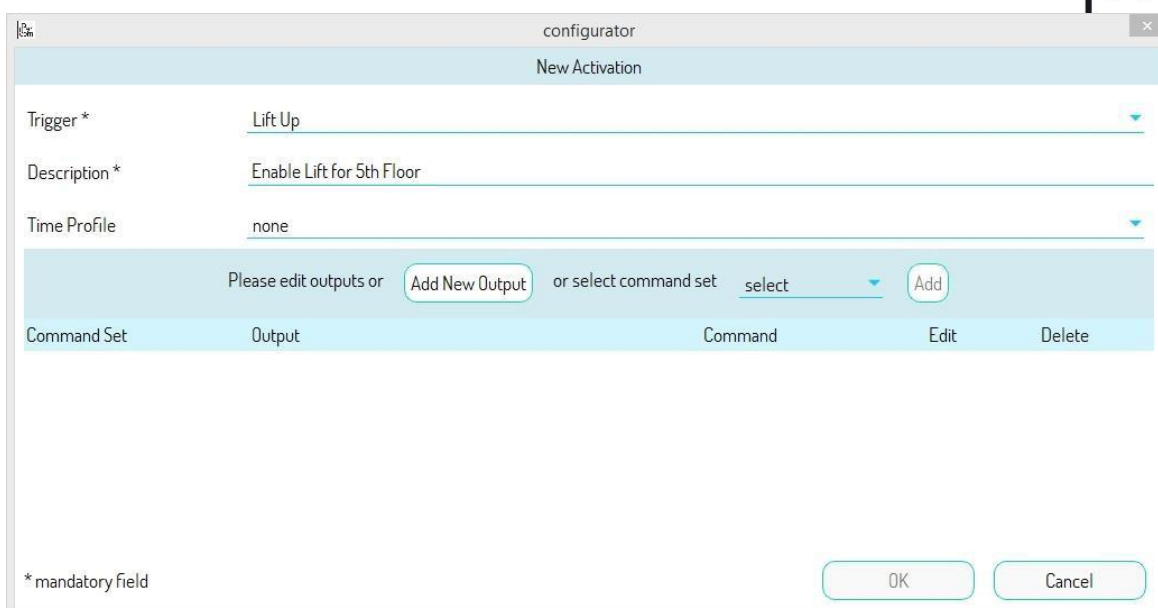 configurator
New Activation
Trigger * Lift Up
Description * Enable Lift for 5th Floor
Time Profile none
Please edit outputs or Add New Output or select command set select Add
Command Set Output Command Edit Delete
* mandatory field OK Cancel